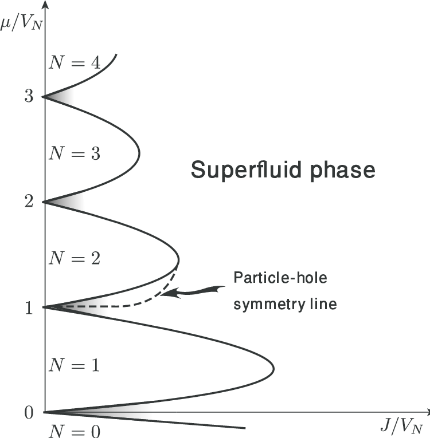 μ/V_N
N = 4
3
N = 3
Superfluid phase
2
N = 2
Particle-hole
symmetry line
1
N = 1
0
J/V_N
N = 0